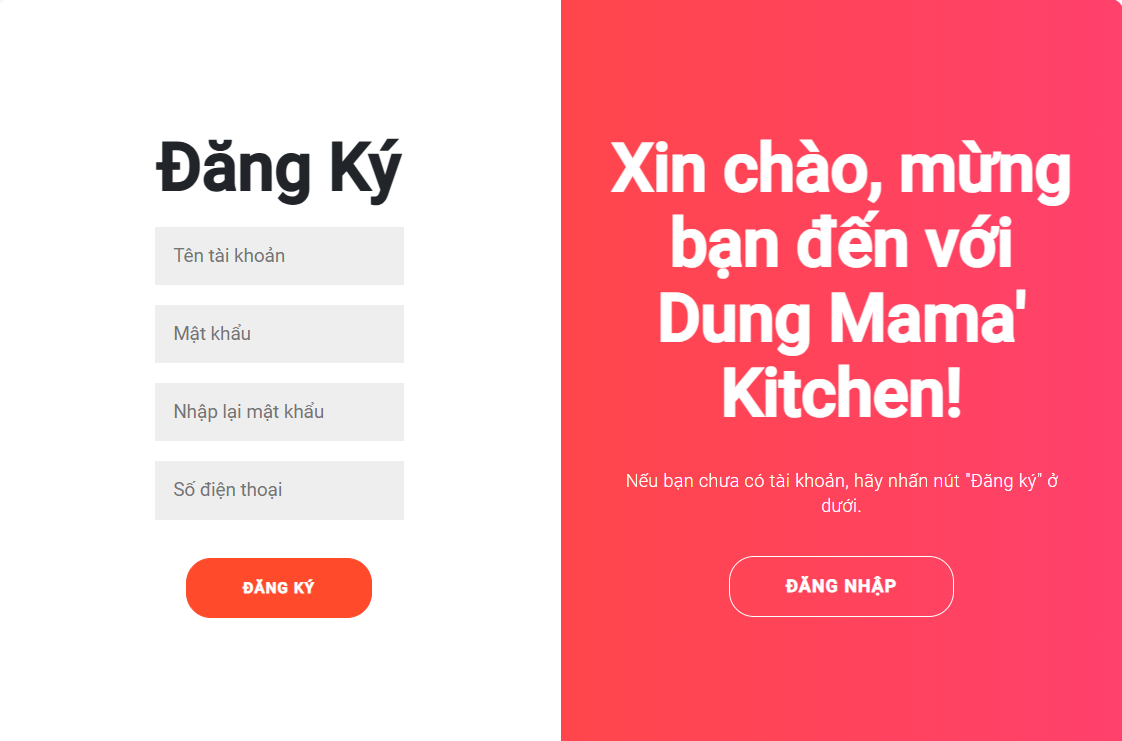 Đăng Ký
Tên tài khoản
Mật khẩu
Nhập lại mật khẩu
Số điện thoại
ĐĂNG KÝ
Xin chào, mừng
bạn đến với
Dung Mama'
Kitchen!
Nếu bạn chưa có tài khoản, hãy nhấn nút "Đăng ký" ở
dưới.
ĐĂNG NHẬP